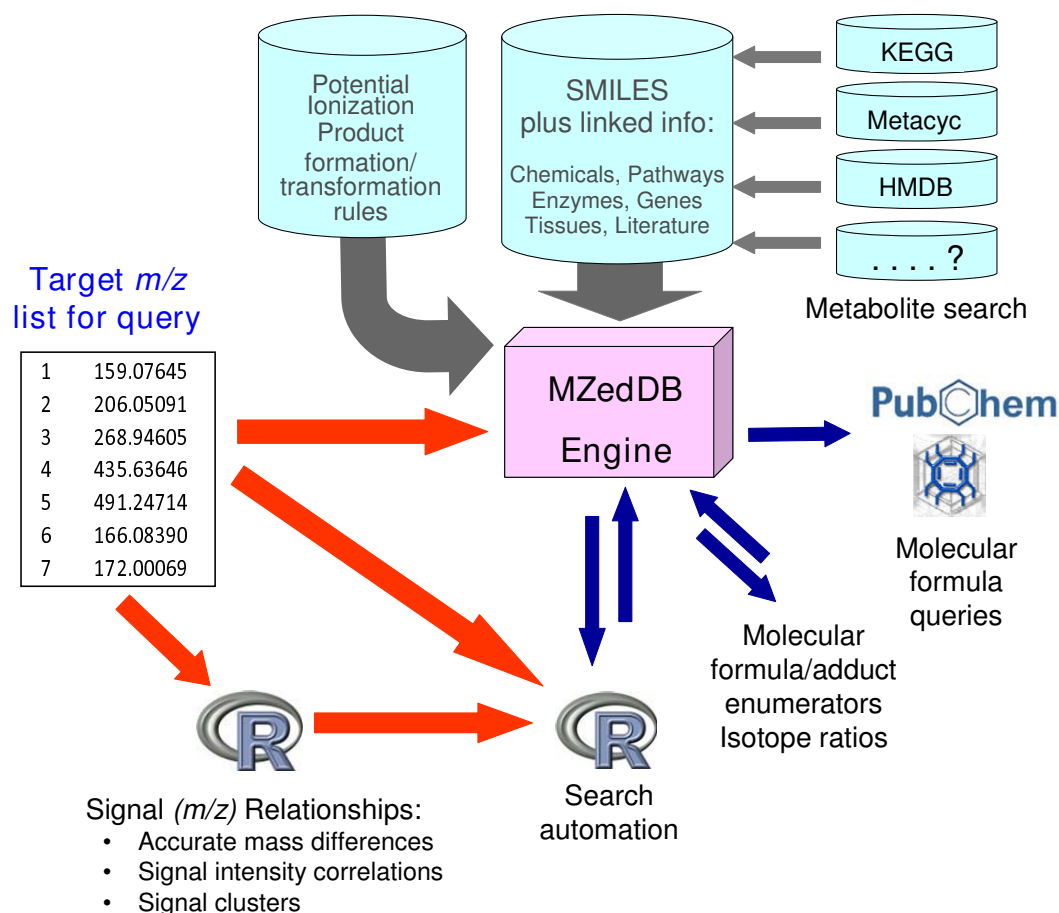 Potential
Ionization
Product
formation/
transformation
rules
SMILES
plus linked info:
Chemicals, Pathways
Enzymes, Genes
Tissues, Literature
KEGG
Metacyc
HMDB
. . . . ?
Metabolite search
Target m/z
list for query
1 159.07645
2 206.05091
3 268.94605
4 435.63646
5 491.24714
6 166.08390
7 172.00069
MZedDB
Engine
PubChem
Molecular
formula
queries
Molecular
formula/adduct
enumerators
Isotope ratios
R
R
Search
automation
Signal (m/z) Relationships:
• Accurate mass differences
• Signal intensity correlations
• Signal clusters